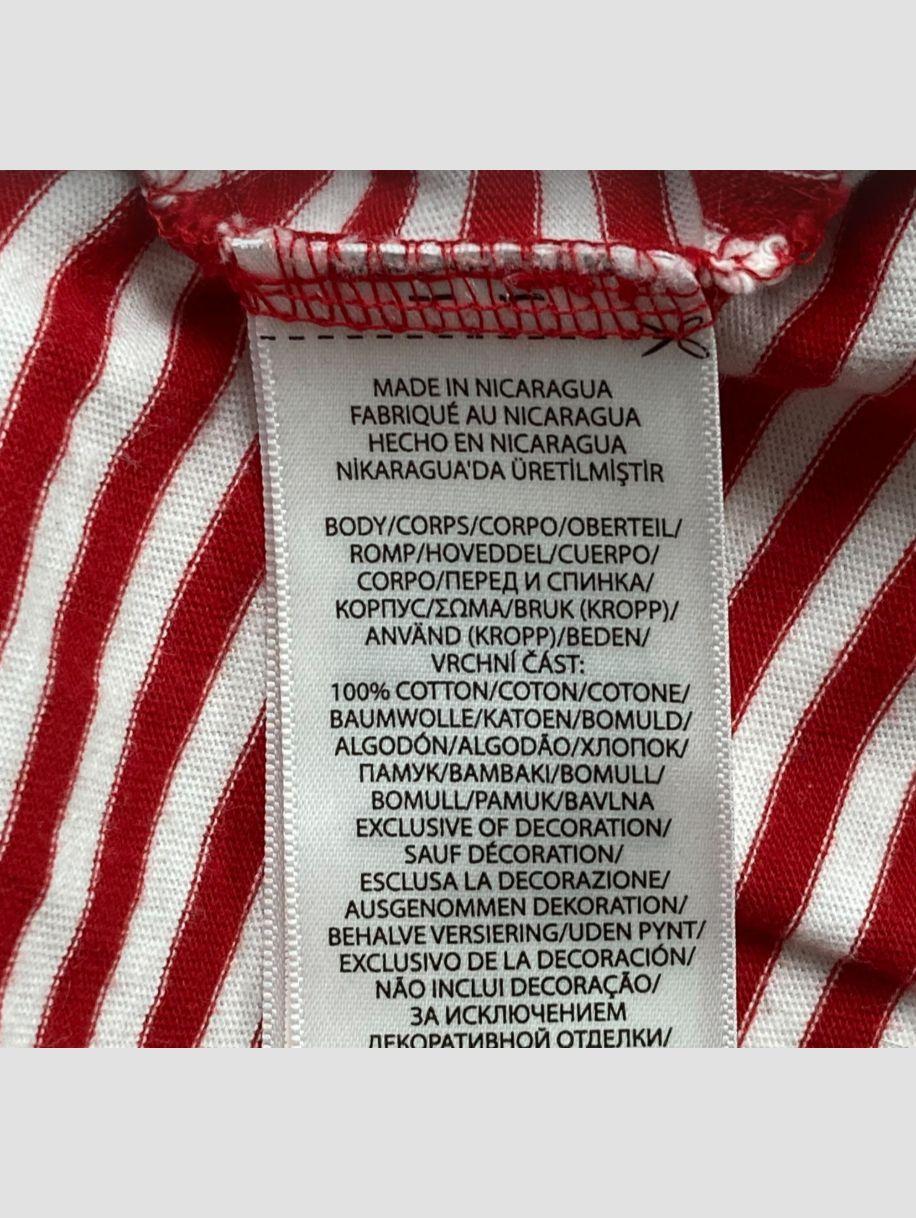 MADE IN NICARAGUA
FABRIQUÉ AU NICARAGUA
HECHO EN NICARAGUA
NİKARAGUA'DA ÜRETİLMİŞTİR
BODY/CORPS/CORPO/OBERTEIL/
ROMP/HOVEDDEL/CUERPO/
CORPO/ПЕРЕД И СПИНКА/
КОРПУС/ΣΩΜΑ/BRUK (KROPP)/
ANVÄND (KROPP)/BEDEN/
VRCHNÍ ČÁST:
100% COTTON/COTON/COTONE/
BAUMWOLLE/KATOEN/BOMULD/
ALGODÓN/ALGODÃO/ХЛОПОК/
ПАМУК/ΒΑΜΒΑΚΙ/BOMULL/
BOMULL/PAMUK/BAVLNA
EXCLUSIVE OF DECORATION/
SAUF DÉCORATION/
ESCLUSA LA DECORAZIONE/
AUSGENOMMEN DEKORATION/
BEHALVE VERSIERING/UDEN PYNT/
EXCLUSIVO DE LA DECORACIÓN/
NÃO INCLUI DECORAÇÃO/
ЗА ИСКЛЮЧЕНИЕМ
ДЕКОРАТИВНОЙ ОТДЕЛКИ/